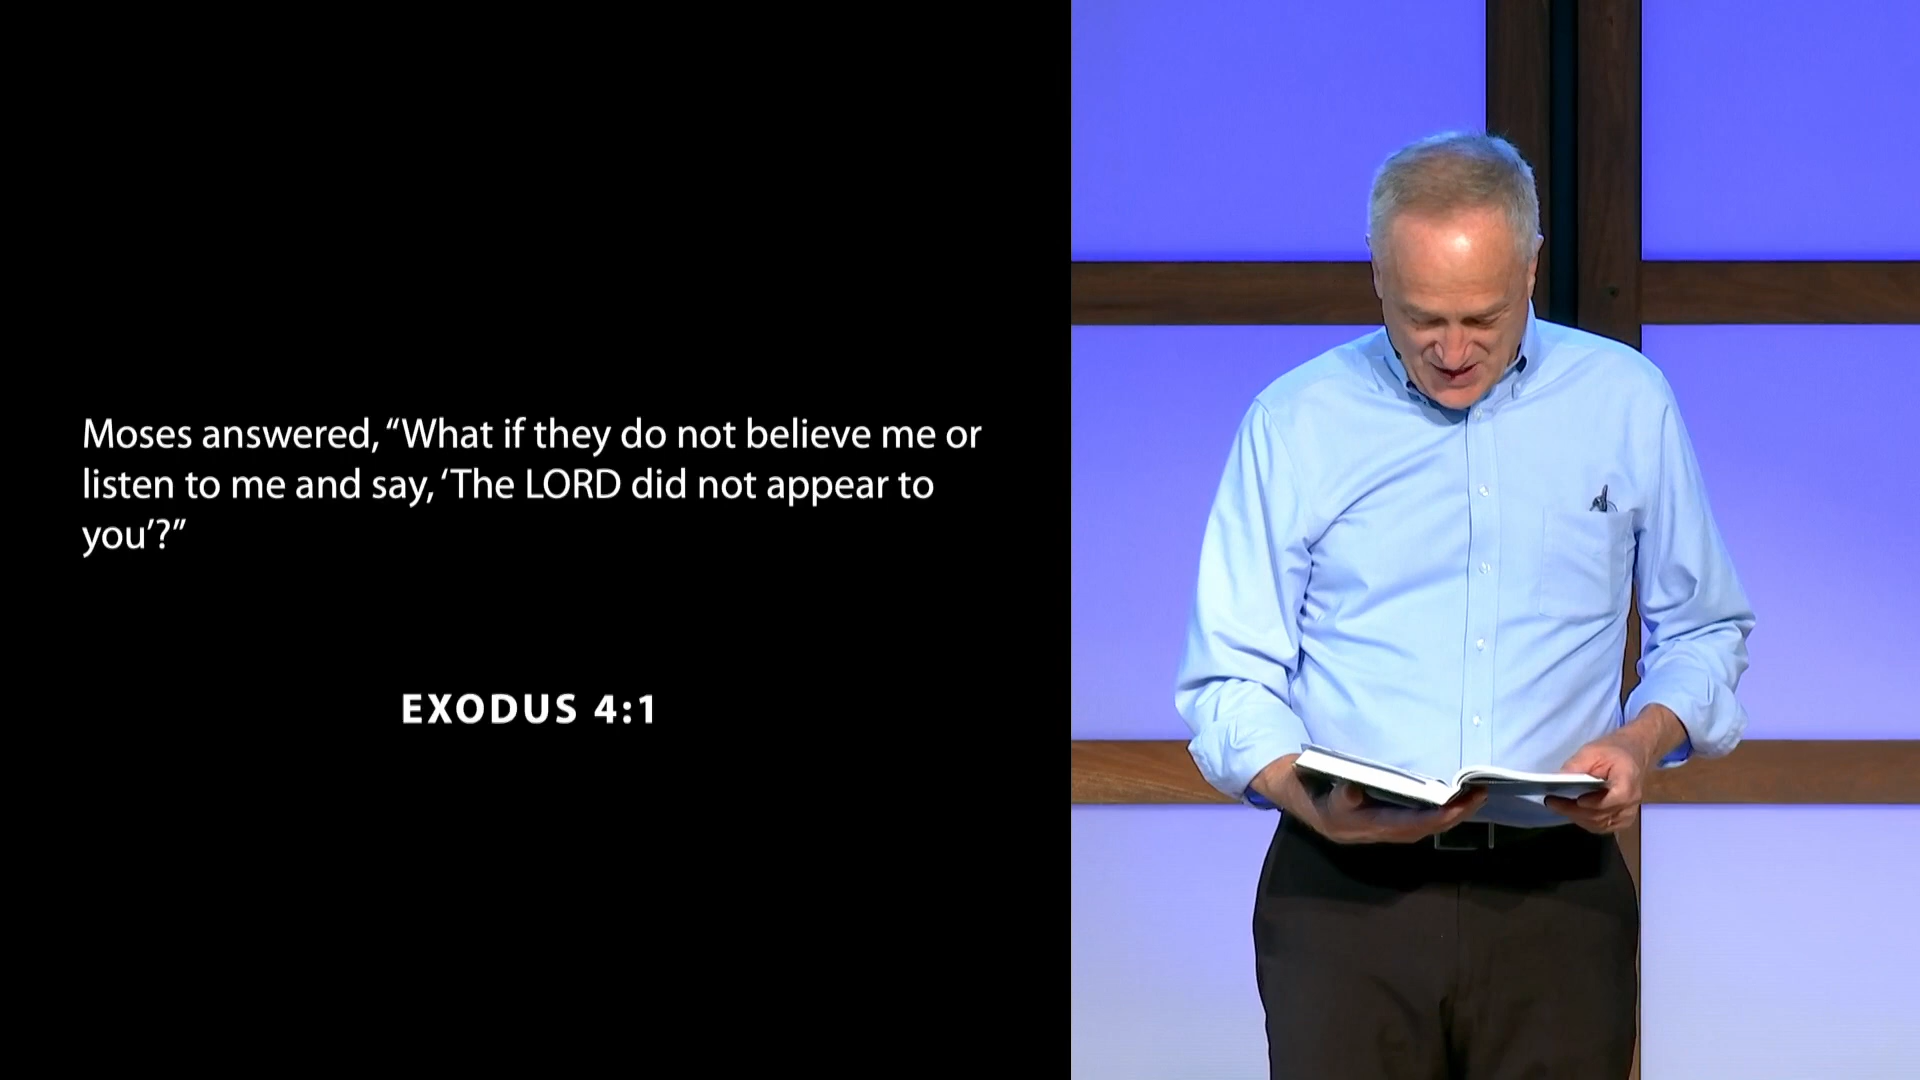 Moses answered, “What if they do not believe me or
listen to me and say, ‘The LORD did not appear to
you’?”
EXODUS 4:1